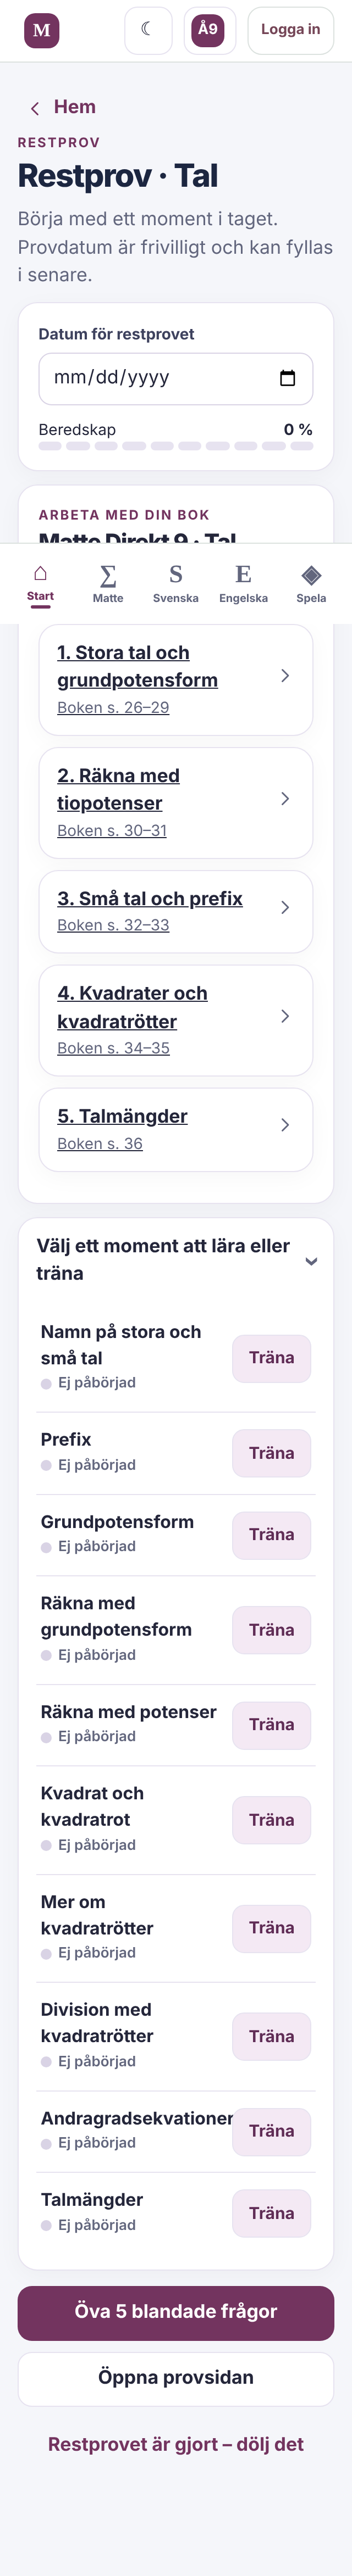 M
Å9
Logga in
Hem
RESTPROV
Restprov · Tal
Börja med ett moment i taget.
Provdatum är frivilligt och kan fyllas
i senare.
Datum för restprovet
mm/dd/yyyy
Beredskap 0 %
ARBETA MED DIN BOK
Matte Direkt 9 · Tal
Start
∑ Matte
S Svenska
E Engelska
Spela
1. Stora tal och
grundpotensform
Boken s. 26–29
2. Räkna med
tiopotenser
Boken s. 30–31
3. Små tal och prefix
Boken s. 32–33
4. Kvadrater och
kvadratrötter
Boken s. 34–35
5. Talmängder
Boken s. 36
Välj ett moment att lära eller
träna
Namn på stora och
små tal
Ej påbörjad
Träna
Prefix
Ej påbörjad
Träna
Grundpotensform
Ej påbörjad
Träna
Räkna med
grundpotensform
Ej påbörjad
Träna
Räkna med potenser
Ej påbörjad
Träna
Kvadrat och
kvadratrot
Ej påbörjad
Träna
Mer om
kvadratrötter
Ej påbörjad
Träna
Division med
kvadratrötter
Ej påbörjad
Träna
Andragradsekvationer
Ej påbörjad
Träna
Talmängder
Ej påbörjad
Träna
Öva 5 blandade frågor
Öppna provsidan
Restprovet är gjort – dölj det